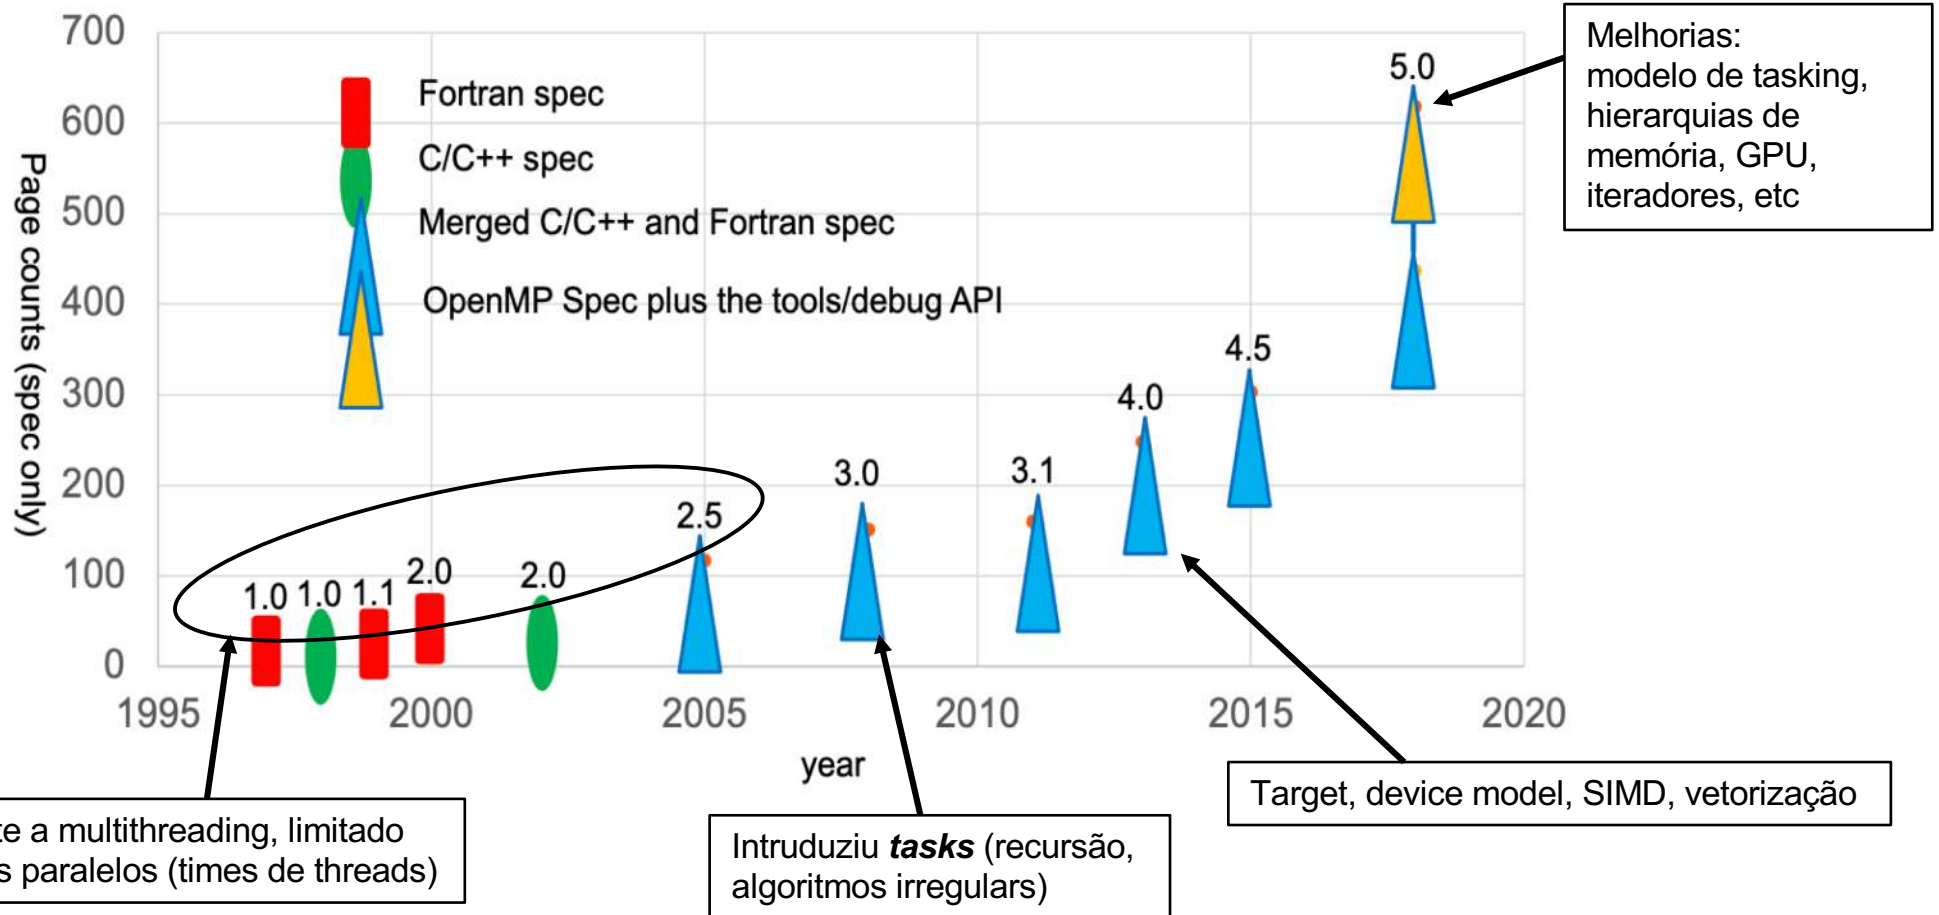 700
600
500
400
300
200
100
0
Page counts (spec only)
Fortran spec
C/C++ spec
Merged C/C++ and Fortran spec
OpenMP Spec plus the tools/debug API
1.0
1.0
1.1
2.0
2.0
2.5
3.0
3.1
4.0
4.5
5.0
1995
2000
2005
2010
2015
2020
year
Melhorias:
modelo de tasking,
hierarquias de
memória, GPU,
iteradores, etc
a multithreading, limitado
paralelos (times de threads)
Intruduziu tasks (recursão,
algoritmos irregulars)
Target, device model, SIMD, vetorização